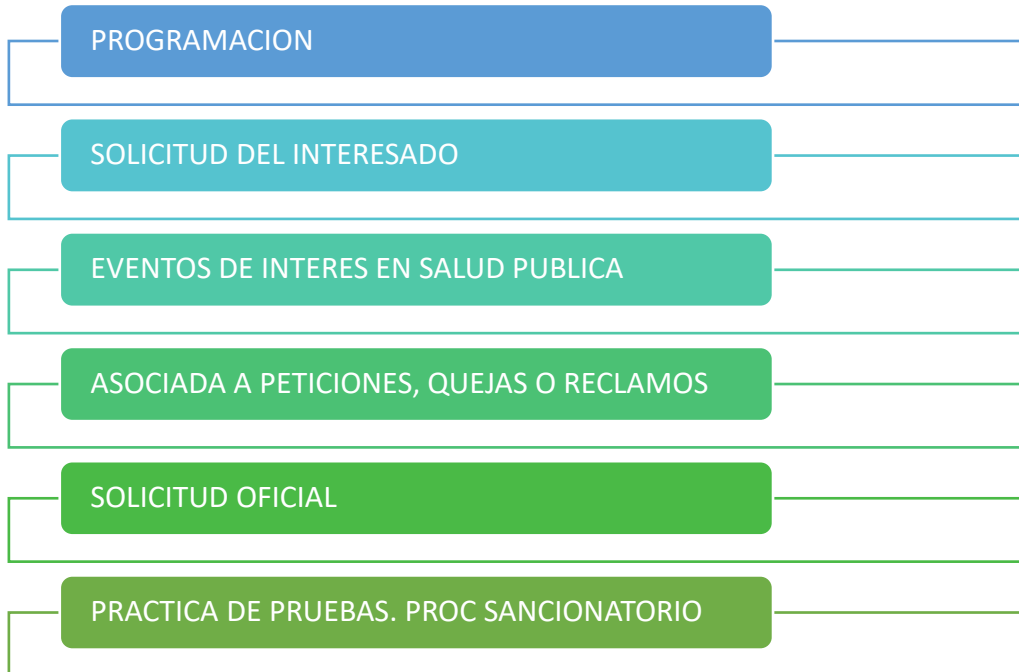 PROGRAMACION
SOLICITUD DEL INTERESADO
EVENTOS DE INTERES EN SALUD PUBLICA
ASOCIADA A PETICIONES, QUEJAS O RECLAMOS
SOLICITUD OFICIAL
PRACTICA DE PRUEBAS. PROC SANCIONATORIO